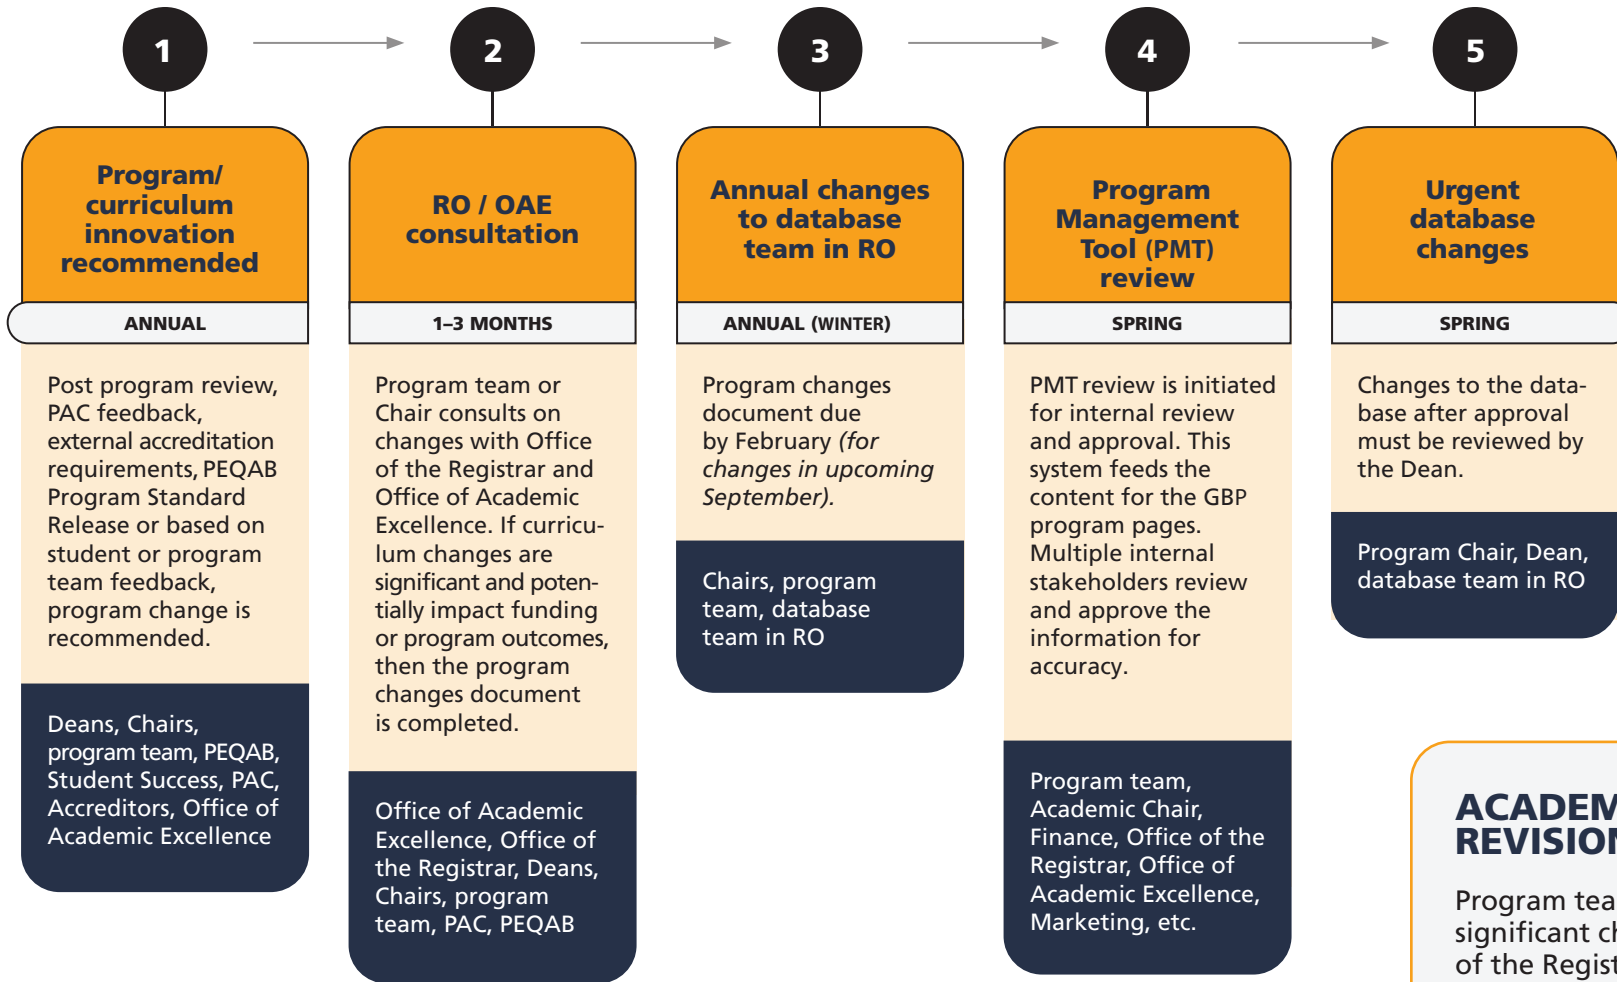 1
2
3
4
5
Program/
curriculum
innovation
recommended
ANNUAL
Post program review,
PAC feedback,
external accreditation
requirements, PEQAB
Program Standard
Release or based on
student or program
team feedback,
program change is
recommended.
Deans, Chairs,
program team, PEQAB,
Student Success, PAC,
Accreditors, Office of
Academic Excellence
RO / OAE
consultation
1–3 MONTHS
Program team or
Chair consults on
changes with Office
of the Registrar and
Office of Academic
Excellence. If curricu-
lum changes are
significant and poten-
tially impact funding
or program outcomes,
then the program
changes document
is completed.
Office of Academic
Excellence, Office of
the Registrar, Deans,
Chairs, program
team, PAC, PEQAB
Annual changes
to database
team in RO
ANNUAL (WINTER)
Program changes
document due
by February (for
changes in upcoming
September).
Chairs, program
team, database
team in RO
Program
Management
Tool (PMT)
review
SPRING
PMT review is initiated
for internal review
and approval. This
system feeds the
content for the GBP
program pages.
Multiple internal
stakeholders review
and approve the
information for
accuracy.
Program team,
Academic Chair,
Finance, Office of the
Registrar, Office of
Academic Excellence,
Marketing, etc.
Urgent
database
changes
SPRING
Changes to the data-
base after approval
must be reviewed by
the Dean.
Program Chair, Dean,
database team in RO
ACADEM
REVISION
Program tea
significant ch
of the Regist